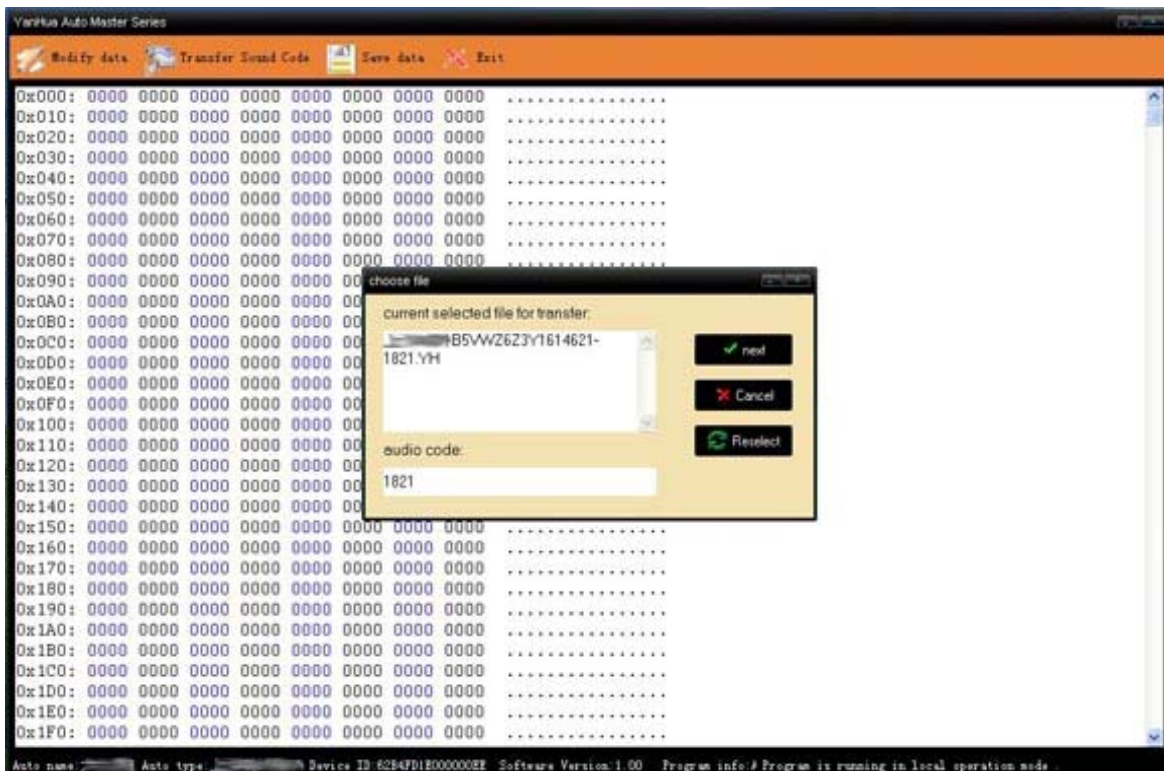 YanHua Auto Master Series
Modify data Transfer Sound Code Save data Exit
0x000: 0000 0000 0000 0000 0000 0000 0000 0000 ................
0x010: 0000 0000 0000 0000 0000 0000 0000 0000 ................
0x020: 0000 0000 0000 0000 0000 0000 0000 0000 ................
0x030: 0000 0000 0000 0000 0000 0000 0000 0000 ................
0x040: 0000 0000 0000 0000 0000 0000 0000 0000 ................
0x050: 0000 0000 0000 0000 0000 0000 0000 0000 ................
0x060: 0000 0000 0000 0000 0000 0000 0000 0000 ................
0x070: 0000 0000 0000 0000 0000 0000 0000 0000 ................
0x080: 0000 0000 0000 0000 0000 0000 0000 0000 ................
0x090: 0000 0000 0000 0000 0000 00
0x0A0: 0000 0000 0000 0000 0000 00
0x0B0: 0000 0000 0000 0000 0000 00
0x0C0: 0000 0000 0000 0000 0000 00
0x0D0: 0000 0000 0000 0000 0000 00
0x0E0: 0000 0000 0000 0000 0000 00
0x0F0: 0000 0000 0000 0000 0000 00
0x100: 0000 0000 0000 0000 0000 00
0x110: 0000 0000 0000 0000 0000 00
0x120: 0000 0000 0000 0000 0000 00
0x130: 0000 0000 0000 0000 0000 00
0x140: 0000 0000 0000 0000 0000 00
0x150: 0000 0000 0000 0000 0000 0000 0000 0000 ................
0x160: 0000 0000 0000 0000 0000 0000 0000 0000 ................
0x170: 0000 0000 0000 0000 0000 0000 0000 0000 ................
0x180: 0000 0000 0000 0000 0000 0000 0000 0000 ................
0x190: 0000 0000 0000 0000 0000 0000 0000 0000 ................
0x1A0: 0000 0000 0000 0000 0000 0000 0000 0000 ................
0x1B0: 0000 0000 0000 0000 0000 0000 0000 0000 ................
0x1C0: 0000 0000 0000 0000 0000 0000 0000 0000 ................
0x1D0: 0000 0000 0000 0000 0000 0000 0000 0000 ................
0x1E0: 0000 0000 0000 0000 0000 0000 0000 0000 ................
0x1F0: 0000 0000 0000 0000 0000 0000 0000 0000 ................
choose file
current selected file for transfer:
B5VWZ6Z3Y1614621-
1821.YH
next
Cancel
Reselect
audio code:
1821
Auto name: Auto type: Device ID:62B4FD1E000000EE Software Version:1.00 Program info:# Program is running in local operation mode .